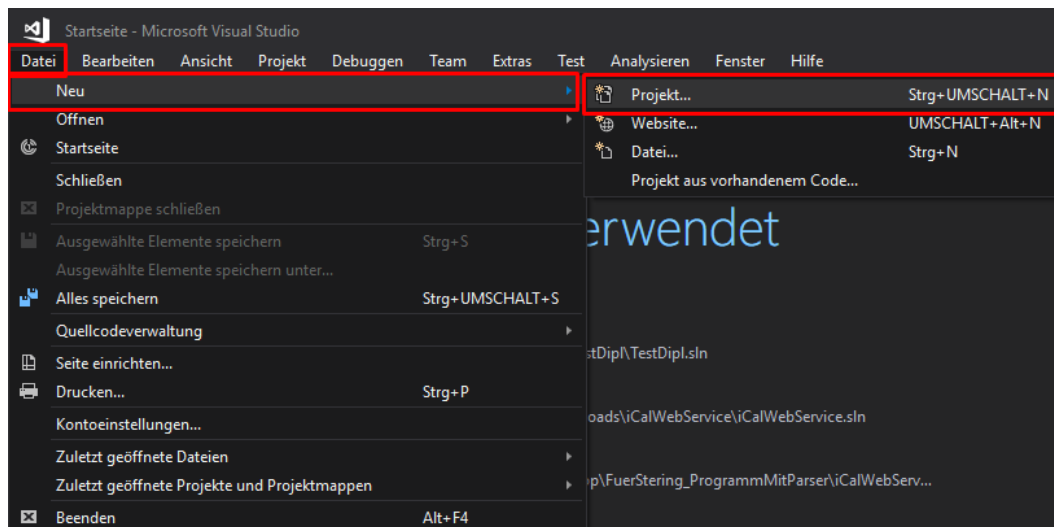 Startseite - Microsoft Visual Studio
Datei Bearbeiten Ansicht Projekt Debuggen Team Extras Test Analysieren Fenster Hilfe
Neu
Öffnen
Startseite
Schließen
Projektmappe schließen
Ausgewählte Elemente speichern Strg+S
Ausgewählte Elemente speichern unter...
Alles speichern Strg+UMSCHALT+S
Quellcodeverwaltung
Seite einrichten...
Drucken... Strg+P
Kontoeinstellungen...
Zuletzt geöffnete Dateien
Zuletzt geöffnete Projekte und Projektmappen
Beenden Alt+F4
Projekt... Strg+UMSCHALT+N
Website... UMSCHALT+Alt+N
Datei... Strg+N
Projekt aus vorhandenem Code...
erwendet
stDipl\TestDipl.sln
oads\iCalWebService\iCalWebService.sln
p\FuerStering_ProgrammMitParser\iCalWebServ...